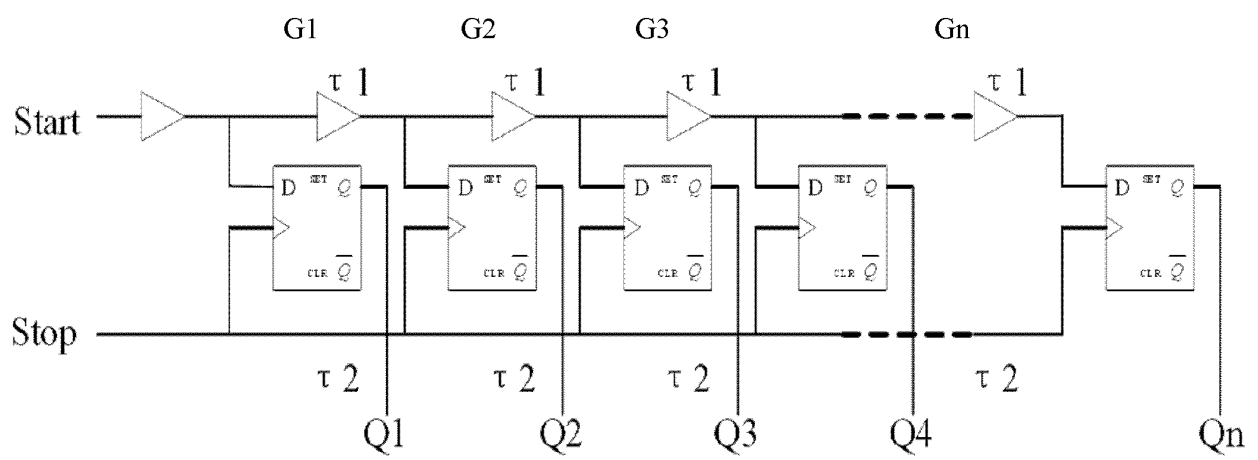 G1 G2 G3 Gn
τ 1 τ 1 τ 1 τ 1
Start
D SET Q D SET Q D SET Q D SET Q D SET Q
CLR Q̅ CLR Q̅ CLR Q̅ CLR Q̅ CLR Q̅
Stop
τ 2 τ 2 τ 2 τ 2
Q1 Q2 Q3 Q4 Qn